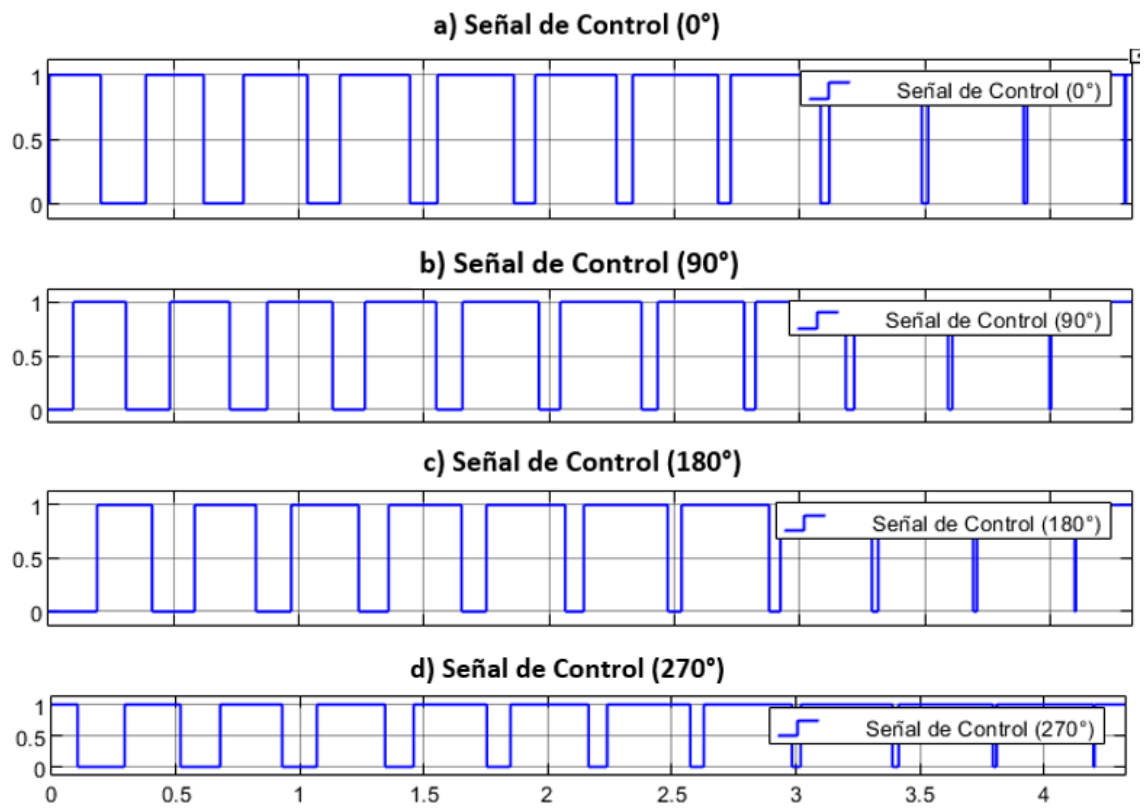 a) Señal de Control (0°)
1
Señal de Control (0°)
0.5
0
b) Señal de Control (90°)
1
Señal de Control (90°)
0.5
0
c) Señal de Control (180°)
1
Señal de Control (180°)
0.5
0
d) Señal de Control (270°)
1
Señal de Control (270°)
0.5
0
0 0.5 1 1.5 2 2.5 3 3.5 4